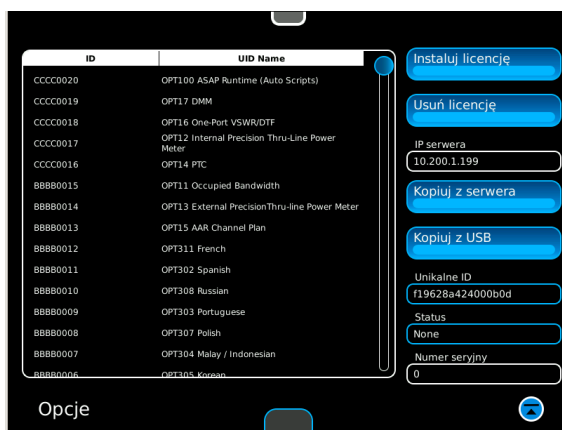 ID UID Name
CCCC0020 OPT100 ASAP Runtime (Auto Scripts)
CCCC0019 OPT17 DMM
CCCC0018 OPT16 One-Port VSWR/DTF
CCCC0017 OPT12 Internal Precision Thru-Line Power
Meter
CCCC0016 OPT14 PTC
BBBB0015 OPT11 Occupied Bandwidth
BBBB0014 OPT13 External PrecisionThru-line Power Meter
BBBB0013 OPT15 AAR Channel Plan
BBBB0012 OPT311 French
BBBB0011 OPT302 Spanish
BBBB0010 OPT308 Russian
BBBB0009 OPT303 Portuguese
BBBB0008 OPT307 Polish
BBBB0007 OPT304 Malay / Indonesian
BBBB0006 OPT305 Korean
Instaluj licencję
Usuń licencję
IP serwera
10.200.1.199
Kopiuj z serwera
Kopiuj z USB
Unikalne ID
f19628a424000b0d
Status
None
Numer seryjny
0
Opcje